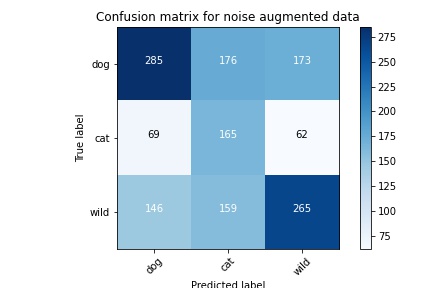 Confusion matrix for noise augmented data
dog 285 176 173
cat 69 165 62
wild 146 159 265
dog cat wild
True label
Predicted label
275
250
225
200
175
150
125
100
75